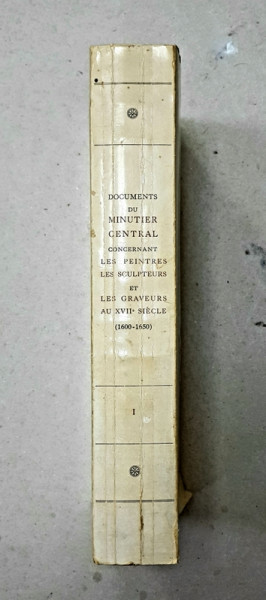 DOCUMENTS
DU
MINUTIER
CENTRAL
CONCERNANT
LES PEINTRES
LES SCULPTEURS
ET
LES GRAVEURS
AU XVIIᵉ SIÈCLE
(1600-1650)
I